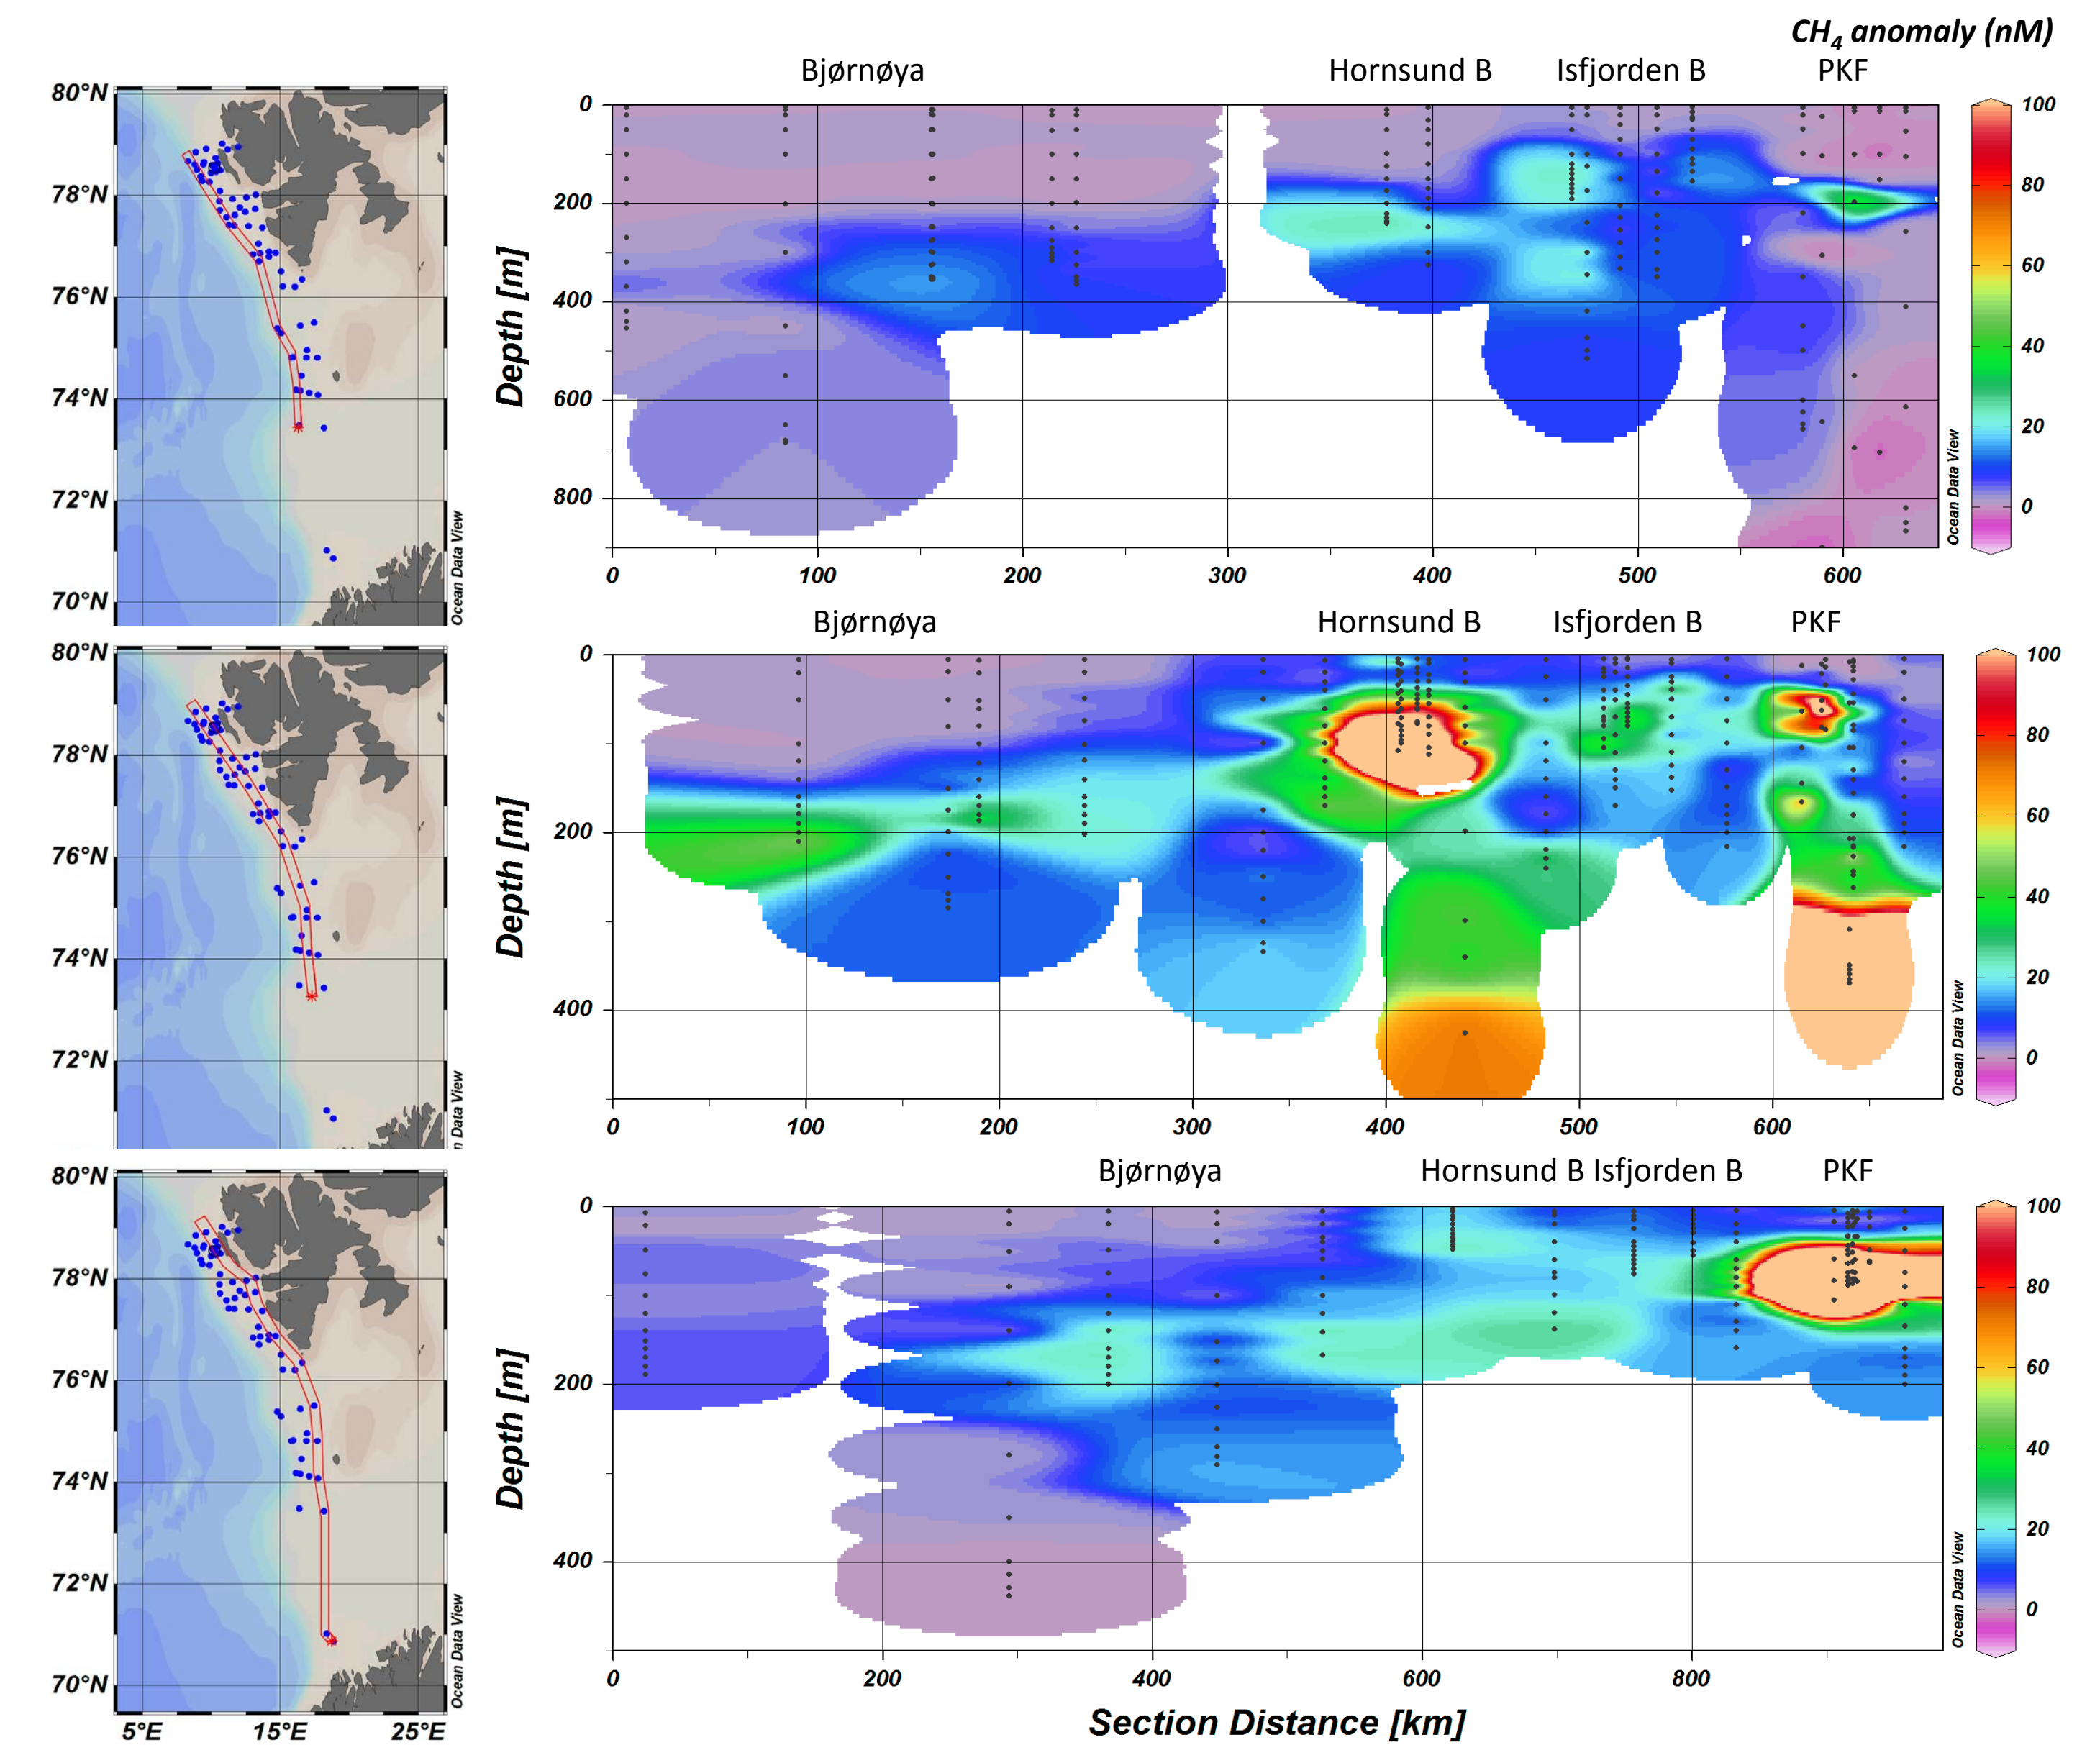 CH4 anomaly (nM)
Bjørnøya Hornsund B Isfjorden B PKF
80°N
78°N
76°N
74°N
72°N
70°N
Ocean Data View
Depth [m]
0
200
400
600
800
0 100 200 300 400 500 600
Ocean Data View
100
80
60
40
20
0
Bjørnøya Hornsund B Isfjorden B PKF
80°N
78°N
76°N
74°N
72°N
n Data View
Depth [m]
0
200
400
0 100 200 300 400 500 600
Ocean Data View
100
80
60
40
20
0
Bjørnøya Hornsund B Isfjorden B PKF
80°N
78°N
76°N
74°N
72°N
70°N
5°E 15°E 25°E
Ocean Data View
Depth [m]
0
200
400
0 200 400 600 800
Section Distance [km]
Ocean Data View
100
80
60
40
20
0